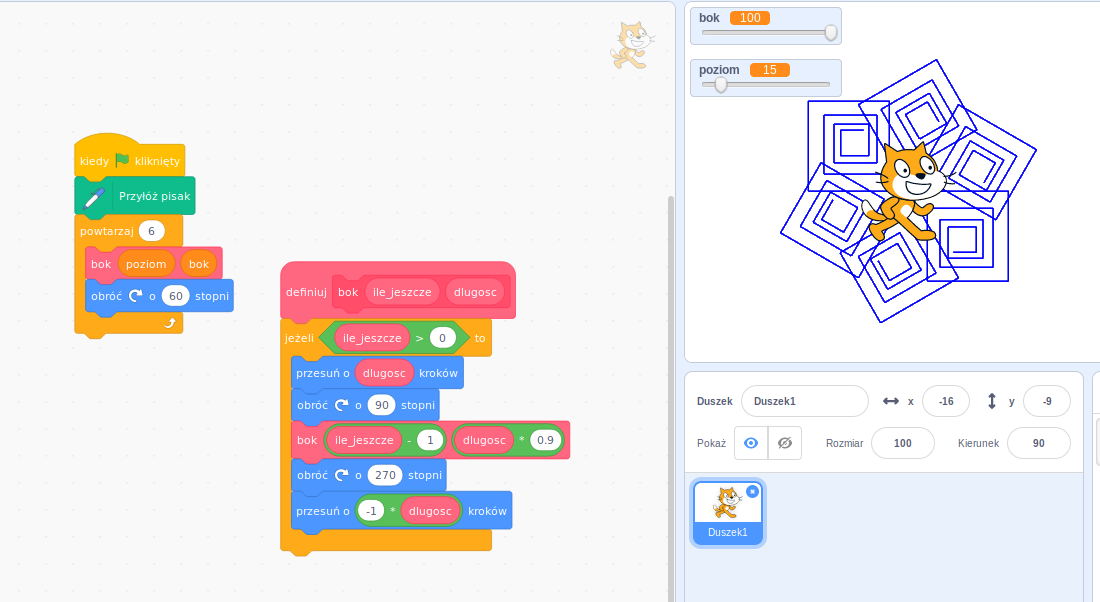 kiedy kliknięty
Przyłóż pisak
powtarzaj 6
bok poziom bok
obróć o 60 stopni
definiuj bok ile_jeszcze dlugosc
jeżeli ile_jeszcze > 0 to
przesuń o dlugosc kroków
obróć o 90 stopni
bok ile_jeszcze - 1 dlugosc * 0.9
obróć o 270 stopni
przesuń o -1 * dlugosc kroków
bok 100
poziom 15
Duszek Duszek1 x -16 y -9
Pokaż Rozmiar 100 Kierunek 90
Duszek1